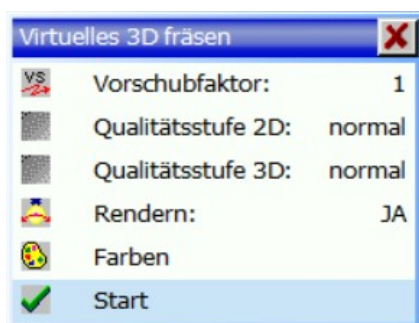 Virtuelles 3D fräsen
VS Vorschubfaktor: 1
Qualitätsstufe 2D: normal
Qualitätsstufe 3D: normal
Rendern: JA
Farben
Start